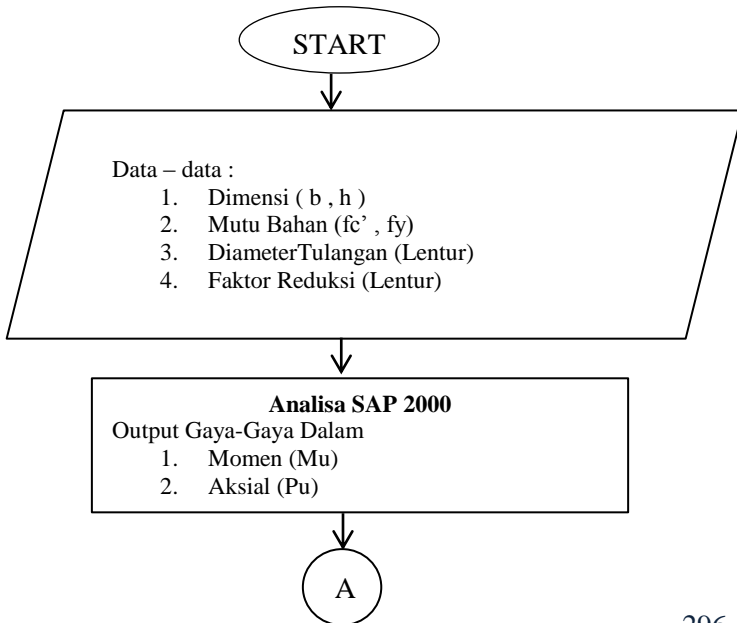 START
Data – data :
1. Dimensi ( b , h )
2. Mutu Bahan (fc’ , fy)
3. DiameterTulangan (Lentur)
4. Faktor Reduksi (Lentur)
Analisa SAP 2000
Output Gaya-Gaya Dalam
1. Momen (Mu)
2. Aksial (Pu)
A